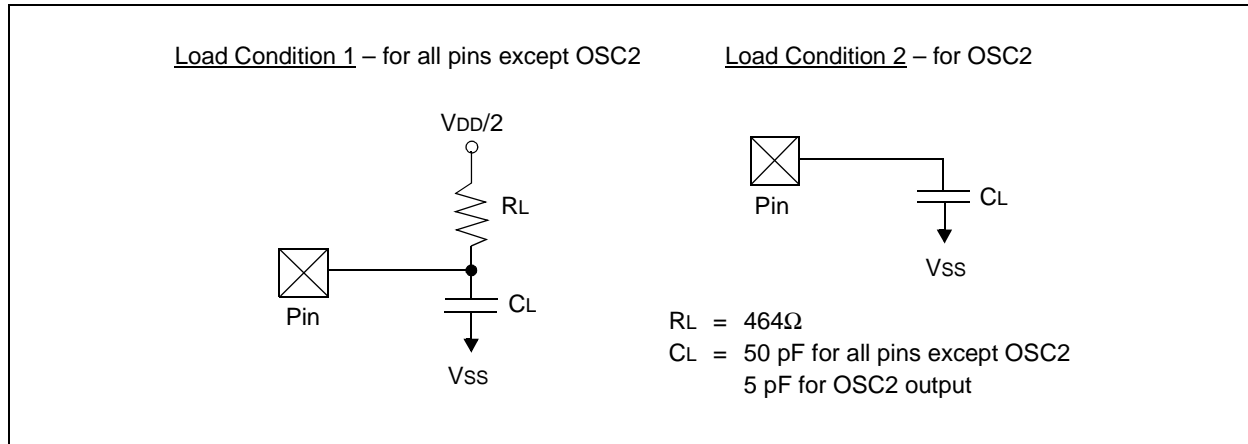 Load Condition 1 – for all pins except OSC2
VDD/2
RL
Pin
CL
VSS
Load Condition 2 – for OSC2
Pin
CL
VSS
RL = 464Ω
CL = 50 pF for all pins except OSC2
5 pF for OSC2 output